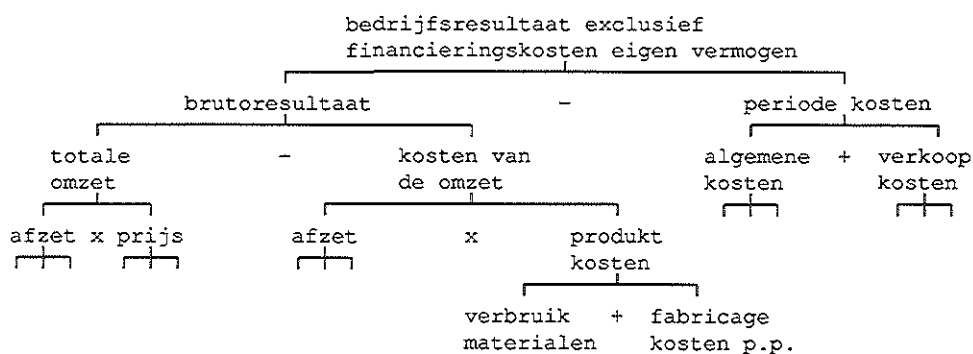 bedrijfsresultaat exclusief
financieringskosten eigen vermogen
brutoresultaat - periode kosten
totale - kosten van algemene + verkoop
omzet de omzet kosten kosten
afzet x prijs afzet x produkt
kosten
verbruik + fabricage
materialen kosten p.p.